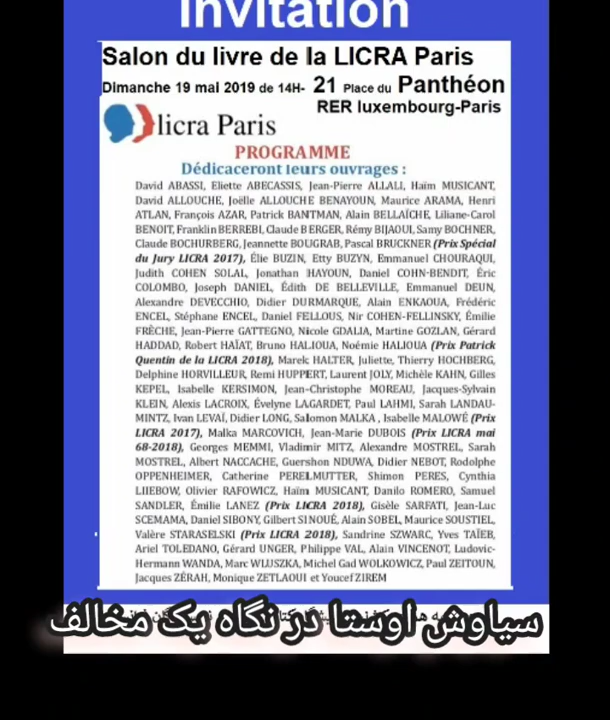 Invitation
Salon du livre de la LICRA Paris
Dimanche 19 mai 2019 de 14H- 21 Place du Panthéon
RER luxembourg-Paris
licra Paris
PROGRAMME
Dédicaceront leurs ouvrages :
David ABASSI, Eliette ABECASSIS, Jean-Pierre ALLALI, Haïm MUSICANT,
David ALLOUCHE, Joëlle ALLOUCHE BENAYOUN, Maurice ARAMA, Henri
ATLAN, François AZAR, Patrick BANTMAN, Alain BELLAÏCHE, Liliane-Carol
BENOIT, Franklin BERREBI, Claude BERGER, Rémy BIJAOUI, Samy BOCHNER,
Claude BOCHURBERG, Jeannette BOUGRAB, Pascal BRUCKNER (Prix Spécial
du Jury LICRA 2017), Élie BUZIN, Etty BUZYN, Emmanuel CHOURAQUI,
Judith COHEN SOLAL, Jonathan HAYOUN, Daniel COHN-BENDIT, Éric
COLOMBO, Joseph DANIEL, Édith DE BELLEVILLE, Emmanuel DEUN,
Alexandre DEVECCHIO, Didier DURMARQUE, Alain ENKAOUA, Frédéric
ENCEL, Stéphane ENCEL, Daniel FELLOUS, Nir COHEN-FELLINSKY, Émilie
FRÈCHE, Jean-Pierre GATTEGNO, Nicole GDALIA, Martine GOZLAN, Gérard
HADDAD, Robert HAÏAT, Bruno HALIOUA, Noémie HALIOUA (Prix Patrick
Quentin de la LICRA 2018), Marek HALTER, Juliette, Thierry HOCHBERG,
Delphine HORVILLEUR, Remi HUPPERT, Laurent JOLY, Michèle KAHN, Gilles
KEPEL, Isabelle KERSIMON, Jean-Christophe MOREAU, Jacques-Sylvain
KLEIN, Alexis LACROIX, Évelyne LAGARDET, Paul LAHMI, Sarah LANDAU-
MINTZ, Ivan LEVAÏ, Didier LONG, Salomon MALKA, Isabelle MALOWÉ (Prix
LICRA 2017), Malka MARCOVICH, Jean-Marie DUBOIS (Prix LICRA mai
68-2018), Georges MEMMI, Vladimir MITZ, Alexandre MOSTREL, Sarah
MOSTREL, Albert NACCACHE, Guershon NDUWA, Didier NEBOT, Rodolphe
OPPENHEIMER, Catherine PERELMUTTER, Shimon PERES, Cynthia
LIIEBOW, Olivier RAFOWICZ, Haïm MUSICANT, Danilo ROMERO, Samuel
SANDLER, Émilie LANEZ (Prix LICRA 2018), Gisèle SARFATI, Jean-Luc
SCEMAMA, Daniel SIBONY, Gilbert SINOUÉ, Alain SOBEL, Maurice SOUSTIEL,
Valère STARASELSKI (Prix LICRA 2018), Sandrine SZWARC, Yves TAÏEB,
Ariel TOLEDANO, Gérard UNGER, Philippe VAL, Alain VINCENOT, Ludovic-
Hermann WANDA, Marc WLUSZKA, Michel Gad WOLKOWICZ, Paul ZEITOUN,
Jacques ZÉRAH, Monique ZETLAOUI et Youcef ZIREM
سیاوش اوستا در نگاه یک مخالف